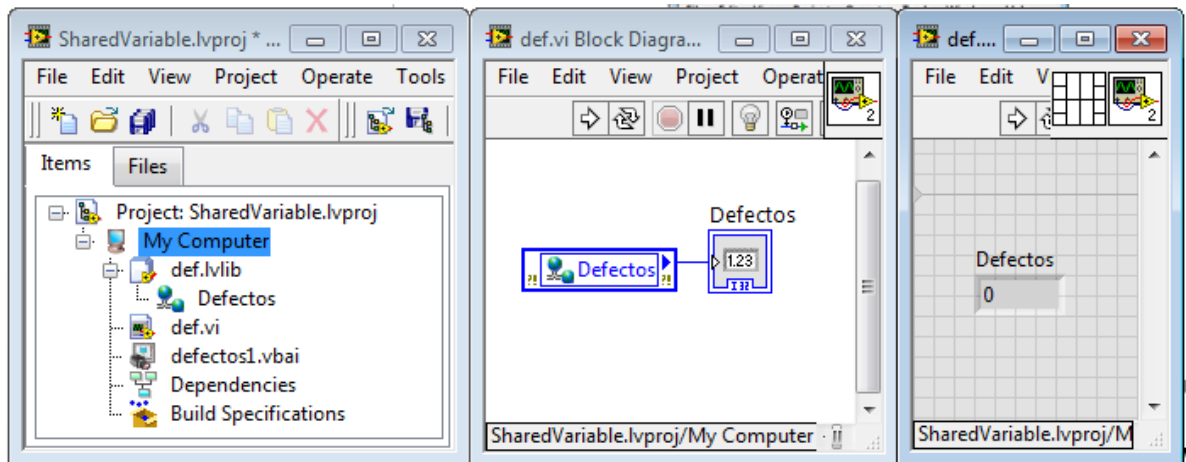 SharedVariable.lvproj * ...
File Edit View Project Operate Tools
Items Files
Project: SharedVariable.lvproj
My Computer
def.lvlib
Defectos
def.vi
defectos1.vbai
Dependencies
Build Specifications
def.vi Block Diagra...
File Edit View Project Operat
2
Defectos
Defectos
?!
?!
1.23
I32
SharedVariable.lvproj/My Computer
def....
File Edit V
2
Defectos
0
SharedVariable.lvproj/M